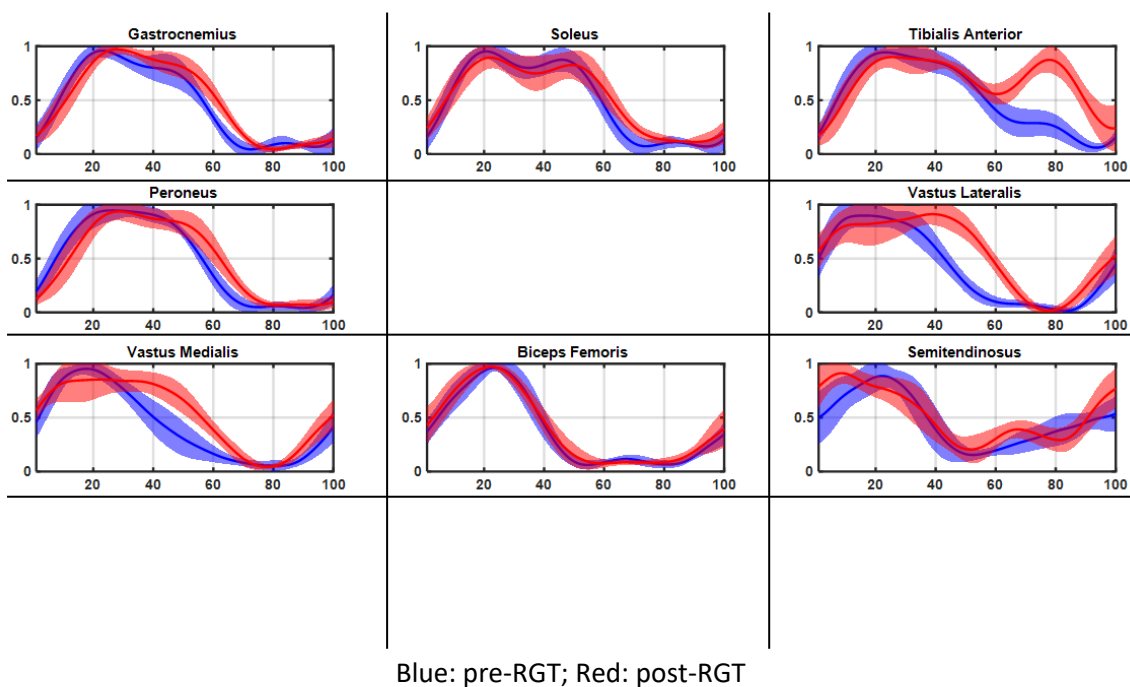 Gastrocnemius Soleus Tibialis Anterior
1 1 1
0.5 0.5 0.5
0 0 0
20 40 60 80 100 20 40 60 80 100 20 40 60 80 100
Peroneus Vastus Lateralis
1 1
0.5 0.5
0 0
20 40 60 80 100 20 40 60 80 100
Vastus Medialis Biceps Femoris Semitendinosus
1 1 1
0.5 0.5 0.5
0 0 0
20 40 60 80 100 20 40 60 80 100 20 40 60 80 100
Blue: pre-RGT; Red: post-RGT